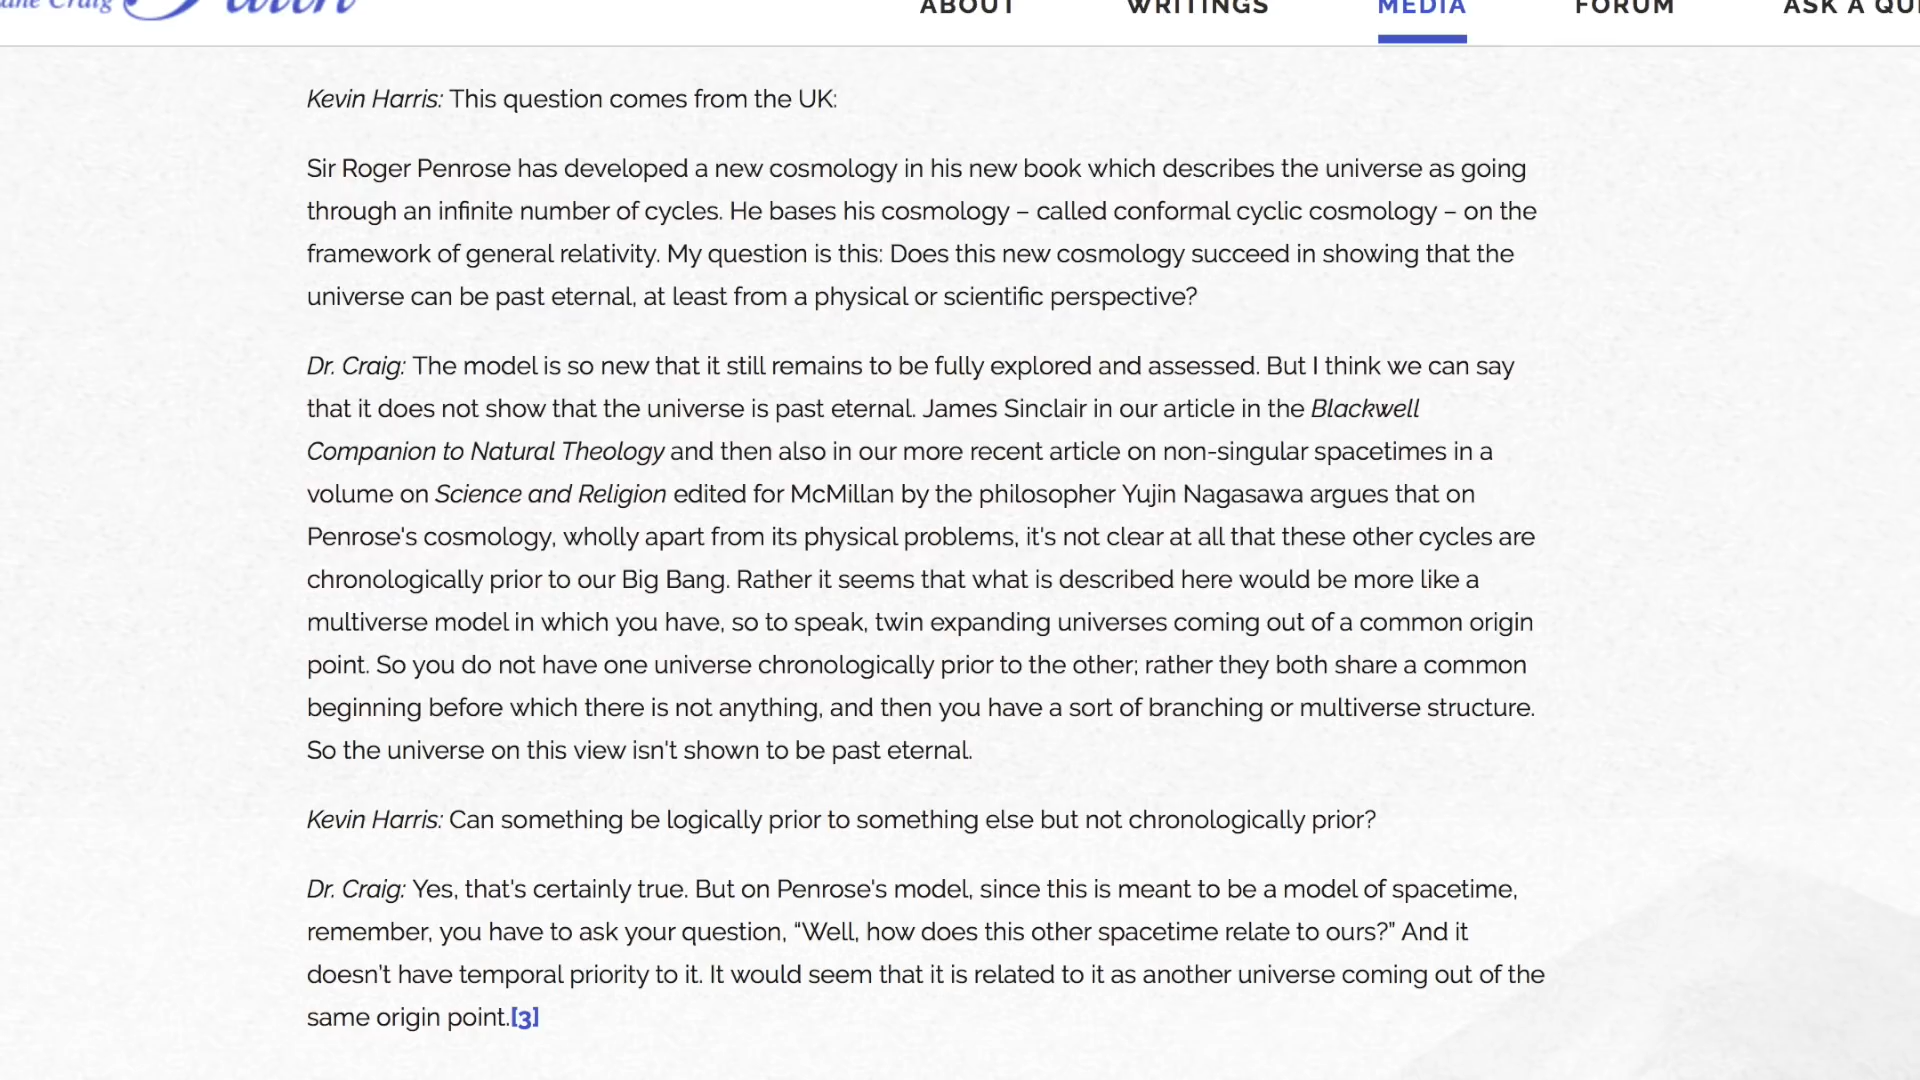 ane Craig
ABOUT
WRITINGS
MEDIA
FORUM
ASK A QU
Kevin Harris: This question comes from the UK:
Sir Roger Penrose has developed a new cosmology in his new book which describes the universe as going
through an infinite number of cycles. He bases his cosmology – called conformal cyclic cosmology – on the
framework of general relativity. My question is this: Does this new cosmology succeed in showing that the
universe can be past eternal, at least from a physical or scientific perspective?
Dr. Craig: The model is so new that it still remains to be fully explored and assessed. But I think we can say
that it does not show that the universe is past eternal. James Sinclair in our article in the Blackwell
Companion to Natural Theology and then also in our more recent article on non-singular spacetimes in a
volume on Science and Religion edited for McMillan by the philosopher Yujin Nagasawa argues that on
Penrose's cosmology, wholly apart from its physical problems, it's not clear at all that these other cycles are
chronologically prior to our Big Bang. Rather it seems that what is described here would be more like a
multiverse model in which you have, so to speak, twin expanding universes coming out of a common origin
point. So you do not have one universe chronologically prior to the other; rather they both share a common
beginning before which there is not anything, and then you have a sort of branching or multiverse structure.
So the universe on this view isn't shown to be past eternal.
Kevin Harris: Can something be logically prior to something else but not chronologically prior?
Dr. Craig: Yes, that's certainly true. But on Penrose's model, since this is meant to be a model of spacetime,
remember, you have to ask your question, “Well, how does this other spacetime relate to ours?” And it
doesn't have temporal priority to it. It would seem that it is related to it as another universe coming out of the
same origin point.[3]